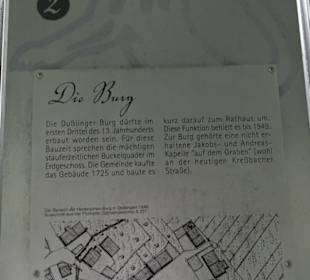 2
Die Burg
Die Dußlinger Burg dürfte im
ersten Drittel des 13. Jahrhunderts
erbaut worden sein. Für diese
Bauzeit sprechen die mächtigen
stauferzeitlichen Buckelquader im
Erdgeschoss. Die Gemeinde kaufte
das Gebäude 1725 und baute es
kurz darauf zum Rathaus um.
Diese Funktion behielt es bis 1949.
Zur Burg gehörte eine nicht er-
haltene Jakobs- und Andreas-
Kapelle "auf dem Graben" (wohl
an der heutigen Kreßbacher
Straße).